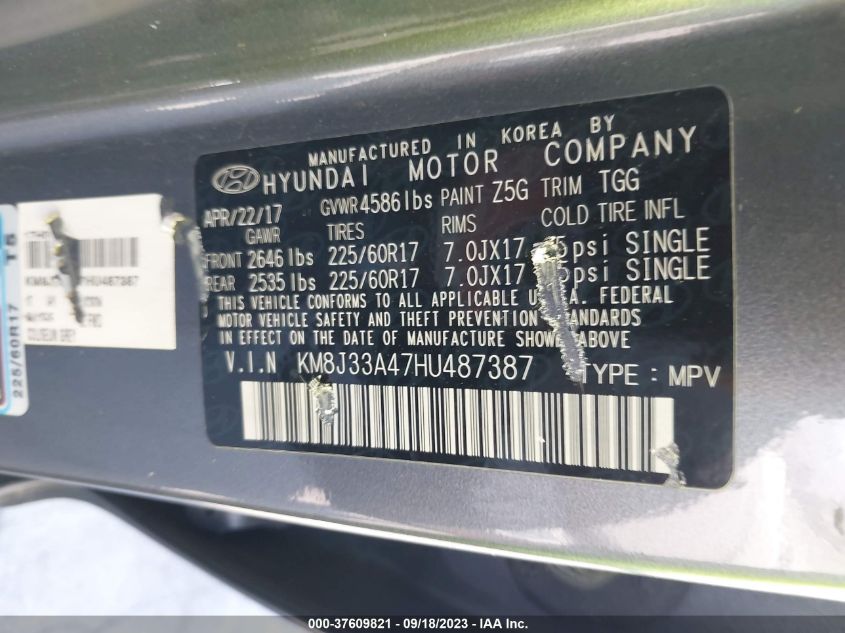 MANUFACTURED IN KOREA BY
HYUNDAI MOTOR COMPANY
APR/22/17 GVWR 4586 lbs PAINT Z5G TRIM TGG
GAWR TIRES RIMS COLD TIRE INFL
FRONT 2646 lbs 225/60R17 7.0JX17 psi SINGLE
REAR 2535 lbs 225/60R17 7.0JX17 psi SINGLE
THIS VEHICLE CONFORMS TO ALL APPLICABLE FEDERAL
MOTOR VEHICLE SAFETY AND THEFT PREVENTION STANDARDS
IN EFFECT ON THE DATE OF MANUFACTURE SHOWN ABOVE
V.I.N KM8J33A47HU487387 TYPE : MPV
HU487387
225/60R17
000-37609821 - 09/18/2023 - IAA Inc.